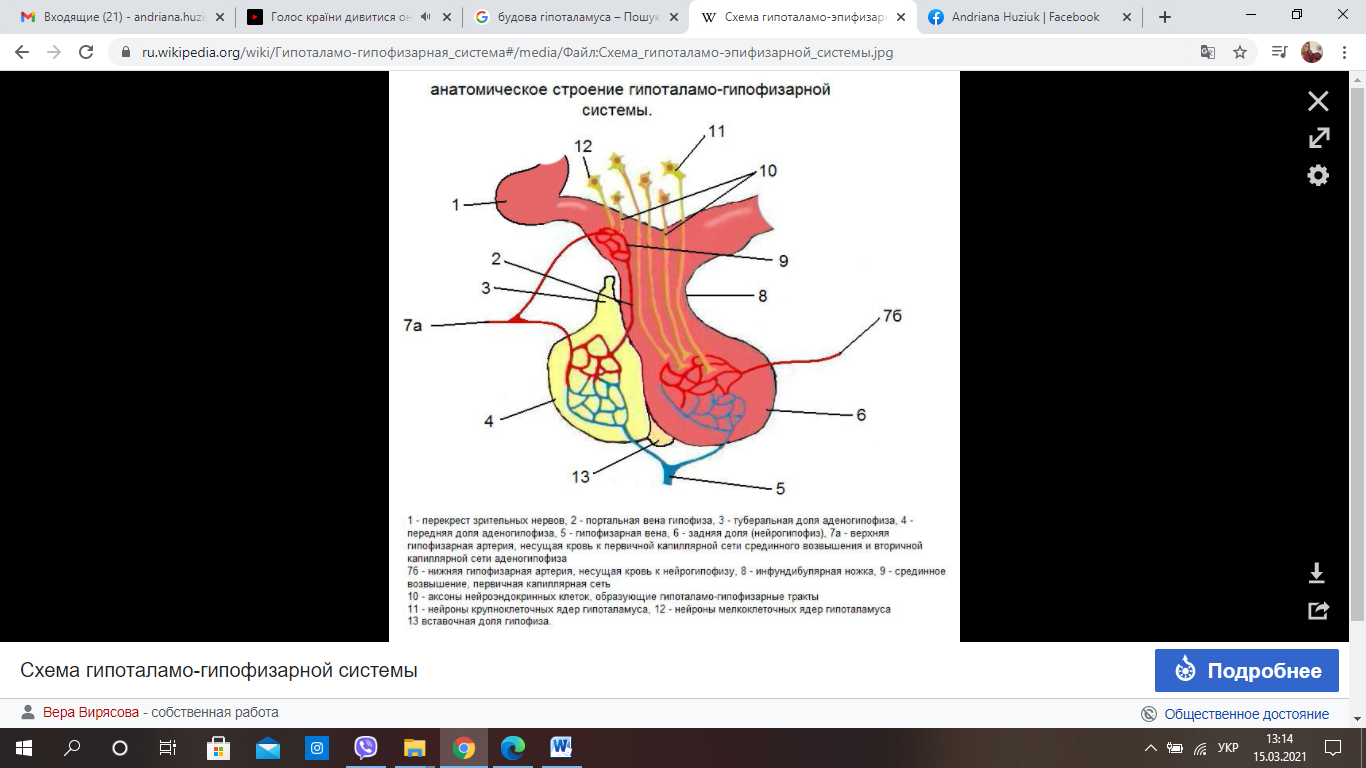 Входящие (21) - andriana.huzi
Голос країни дивитися он
будова гіпоталамуса – Пошук
Схема гипоталамо-эпифизарн
Andriana Huziuk | Facebook
ru.wikipedia.org/wiki/Гипоталамо-гипофизарная_система#/media/Файл:Схема_гипоталамо-эпифизарной_системы.jpg
анатомическое строение гипоталамо-гипофизарной
системы.
11
12
10
1
9
2
3
8
7а
7б
4
6
13
5
1 - перекрест зрительных нервов, 2 - портальная вена гипофиза, 3 - туберальная доля аденогипофиза, 4 -
передняя доля аденогипофиза, 5 - гипофизарная вена, 6 - задняя доля (нейрогипофиз), 7а - верхняя
гипофизарная артерия, несущая кровь к первичной капиллярной сети срединного возвышения и вторичной
капиллярной сети аденогипофиза
7б - нижняя гипофизарная артерия, несущая кровь к нейрогипофизу, 8 - инфундибулярная ножка, 9 - срединное
возвышение, первичная капиллярная сеть
10 - аксоны нейроэндокринных клеток, образующие гипоталамо-гипофизарные тракты
11 - нейроны крупноклеточных ядер гипоталамуса, 12 - нейроны мелкоклеточных ядер гипоталамуса
13 вставочная доля гипофиза.
Схема гипоталамо-гипофизарной системы
Подробнее
Вера Вирясова - собственная работа
Общественное достояние
УКР
13:14
15.03.2021